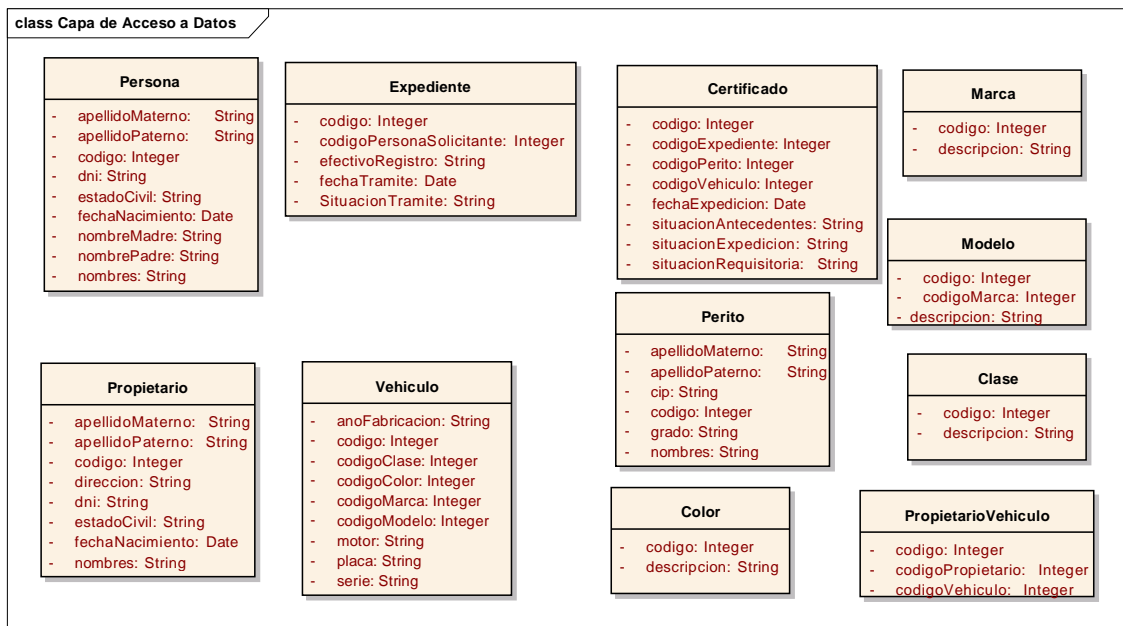 class Capa de Acceso a Datos
Persona
- apellidoMaterno: String
- apellidoPaterno: String
- codigo: Integer
- dni: String
- estadoCivil: String
- fechaNacimiento: Date
- nombreMadre: String
- nombrePadre: String
- nombres: String
Expediente
- codigo: Integer
- codigoPersonaSolicitante: Integer
- efectivoRegistro: String
- fechaTramite: Date
- SituacionTramite: String
Certificado
- codigo: Integer
- codigoExpediente: Integer
- codigoPerito: Integer
- codigoVehiculo: Integer
- fechaExpedicion: Date
- situacionAntecedentes: String
- situacionExpedicion: String
- situacionRequisitoria: String
Marca
- codigo: Integer
- descripcion: String
Modelo
- codigo: Integer
- codigoMarca: Integer
- descripcion: String
Perito
- apellidoMaterno: String
- apellidoPaterno: String
- cip: String
- codigo: Integer
- grado: String
- nombres: String
Clase
- codigo: Integer
- descripcion: String
Propietario
- apellidoMaterno: String
- apellidoPaterno: String
- codigo: Integer
- direccion: String
- dni: String
- estadoCivil: String
- fechaNacimiento: Date
- nombres: String
Vehiculo
- anoFabricacion: String
- codigo: Integer
- codigoClase: Integer
- codigoColor: Integer
- codigoMarca: Integer
- codigoModelo: Integer
- motor: String
- placa: String
- serie: String
Color
- codigo: Integer
- descripcion: String
PropietarioVehiculo
- codigo: Integer
- codigoPropietario: Integer
- codigoVehiculo: Integer